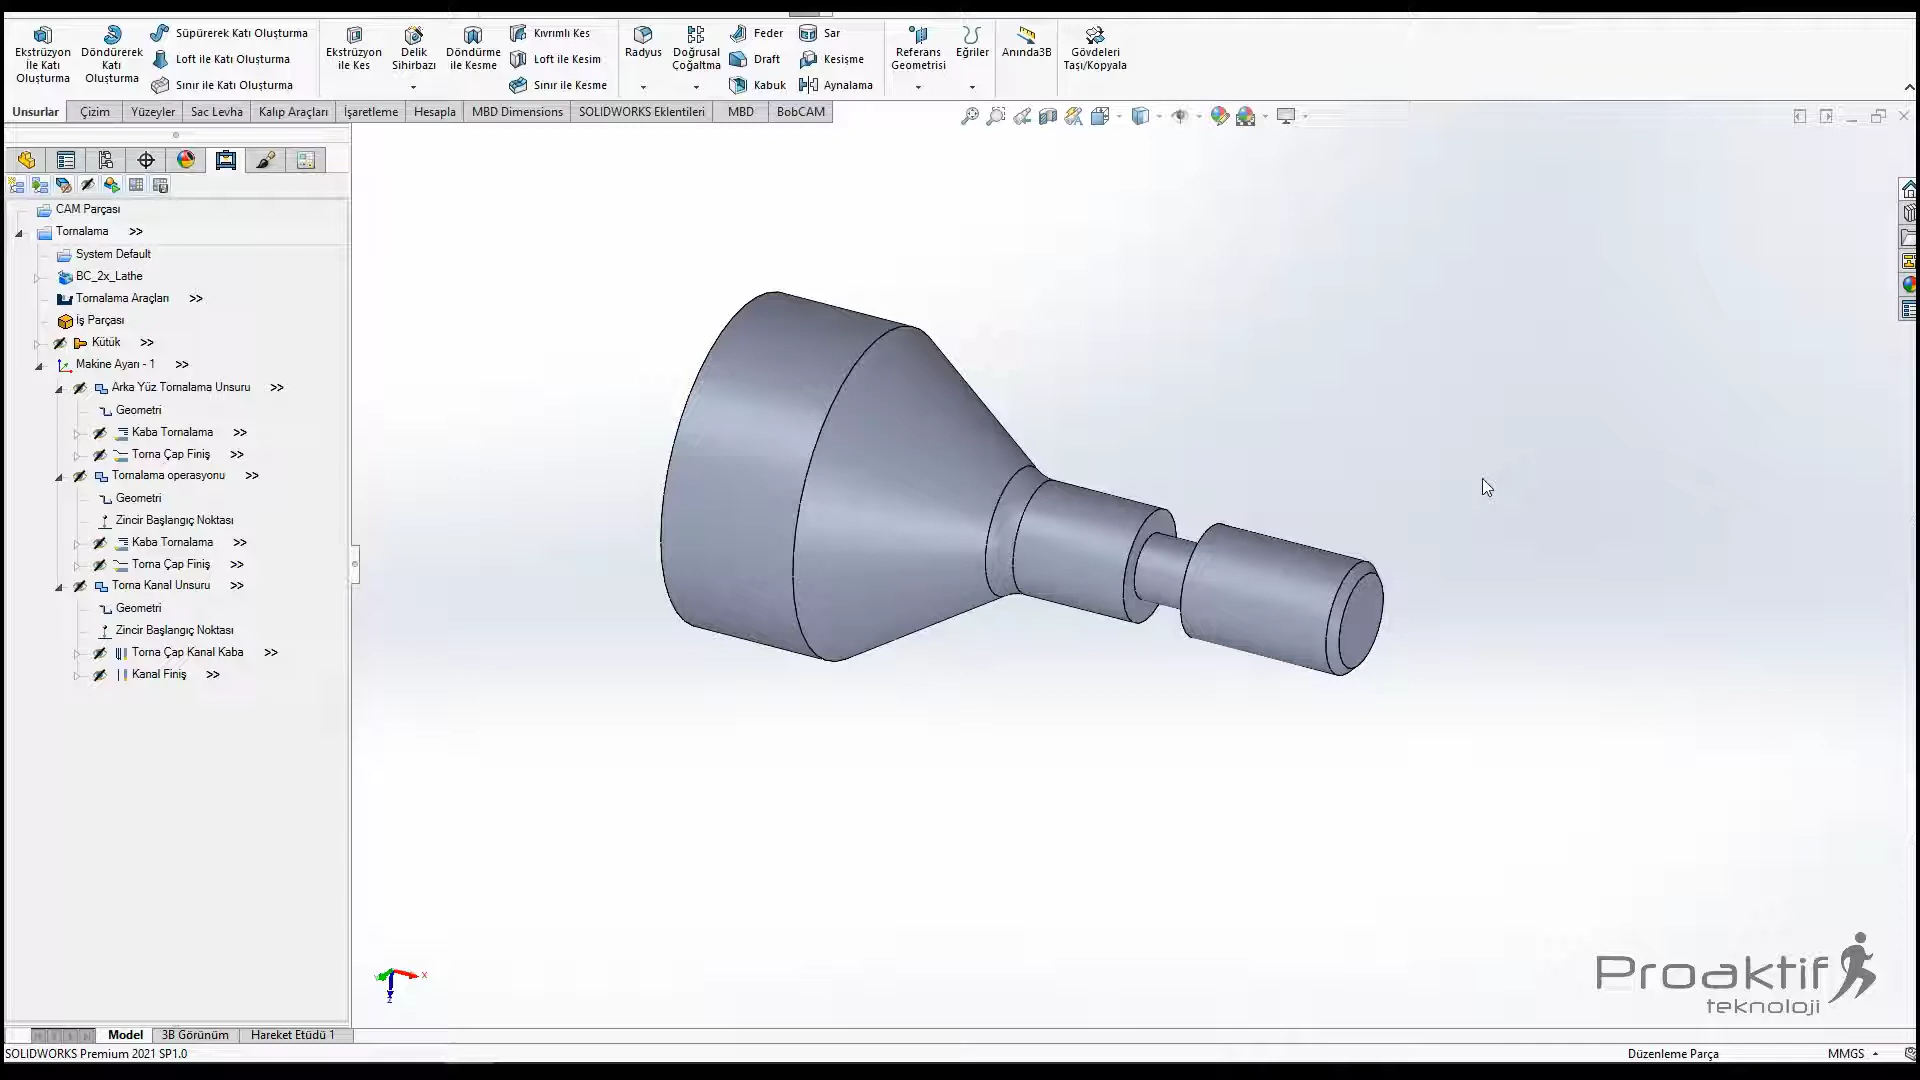 Ekstrüzyon İle Katı Oluşturma
Döndürerek Katı Oluşturma
Süpürerek Katı Oluşturma
Loft ile Katı Oluşturma
Sınır ile Katı Oluşturma
Ekstrüzyon ile Kes
Delik Sihirbazı
Döndürme ile Kesme
Kıvrımlı Kes
Loft ile Kesim
Sınır ile Kesme
Radyus
Doğrusal Çoğaltma
Feder
Draft
Kabuk
Sar
Kesişme
Aynalama
Referans Geometrisi
Eğriler
Anında3B
Gövdeleri Taşı/Kopyala
Unsurlar
Çizim
Yüzeyler
Sac Levha
Kalıp Araçları
İşaretleme
Hesapla
MBD Dimensions
SOLIDWORKS Eklentileri
MBD
BobCAM
CAM Parçası
Tornalama >>
System Default
BC_2x_Lathe
Tornalama Araçları >>
İş Parçası
Kütük >>
Makine Ayarı - 1 >>
Arka Yüz Tornalama Unsuru >>
Geometri
Kaba Tornalama >>
Torna Çap Finiş >>
Tornalama operasyonu >>
Geometri
Zincir Başlangıç Noktası
Kaba Tornalama >>
Torna Çap Finiş >>
Torna Kanal Unsuru >>
Geometri
Zincir Başlangıç Noktası
Torna Çap Kanal Kaba >>
Kanal Finiş >>
X
Z
Proaktif
teknoloji
Model
3B Görünüm
Hareket Etüdü 1
SOLIDWORKS Premium 2021 SP1.0
Düzenleme Parça
MMGS